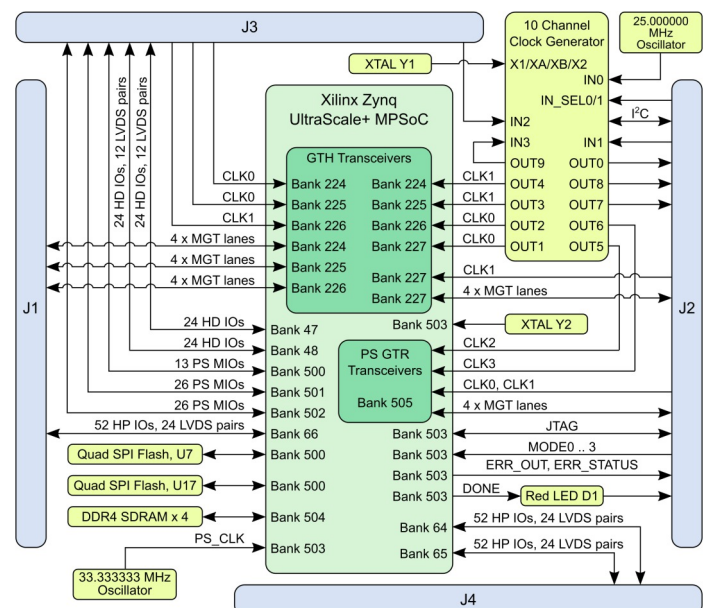 J3
10 Channel
Clock Generator
X1/XA/XB/X2
IN0
IN_SEL0/1
IN2
IN3
IN1
OUT9
OUT0
OUT4
OUT8
OUT3
OUT7
OUT2
OUT6
OUT1
OUT5
25.000000
MHz
Oscillator
XTAL Y1
I²C
24 HD IOs, 12 LVDS pairs
24 HD IOs, 12 LVDS pairs
Xilinx Zynq
UltraScale+ MPSoC
GTH Transceivers
CLK0
Bank 224
Bank 224
CLK1
CLK0
Bank 225
Bank 225
CLK1
CLK1
Bank 226
Bank 226
CLK0
4 x MGT lanes
Bank 224
Bank 227
CLK0
4 x MGT lanes
Bank 225
Bank 227
CLK1
4 x MGT lanes
Bank 226
Bank 227
4 x MGT lanes
J1
J2
24 HD IOs
Bank 47
Bank 503
XTAL Y2
24 HD IOs
Bank 48
CLK2
13 PS MIOs
Bank 500
PS GTR
Transceivers
CLK3
26 PS MIOs
Bank 501
CLK0, CLK1
26 PS MIOs
Bank 502
Bank 505
4 x MGT lanes
52 HP IOs, 24 LVDS pairs
Bank 66
Bank 503
JTAG
Quad SPI Flash, U7
Bank 500
Bank 503
MODE0 .. 3
Bank 503
ERR_OUT, ERR_STATUS
Quad SPI Flash, U17
Bank 500
Bank 503
DONE
Red LED D1
DDR4 SDRAM x 4
Bank 504
Bank 64
52 HP IOs, 24 LVDS pairs
PS_CLK
Bank 503
Bank 65
52 HP IOs, 24 LVDS pairs
33.333333 MHz
Oscillator
J4